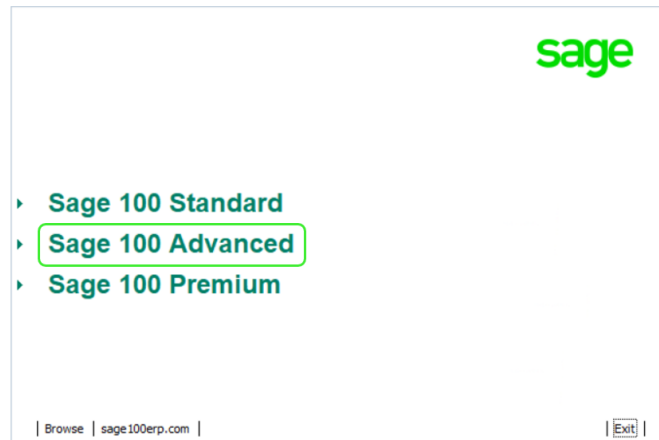 sage
Sage 100 Standard
Sage 100 Advanced
Sage 100 Premium
| Browse | sage100erp.com | | Exit |